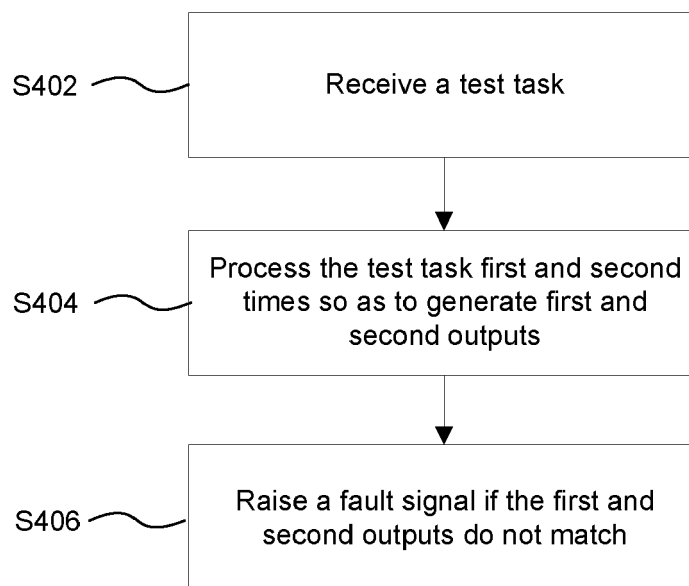 S402
Receive a test task
S404
Process the test task first and second
times so as to generate first and
second outputs
S406
Raise a fault signal if the first and
second outputs do not match